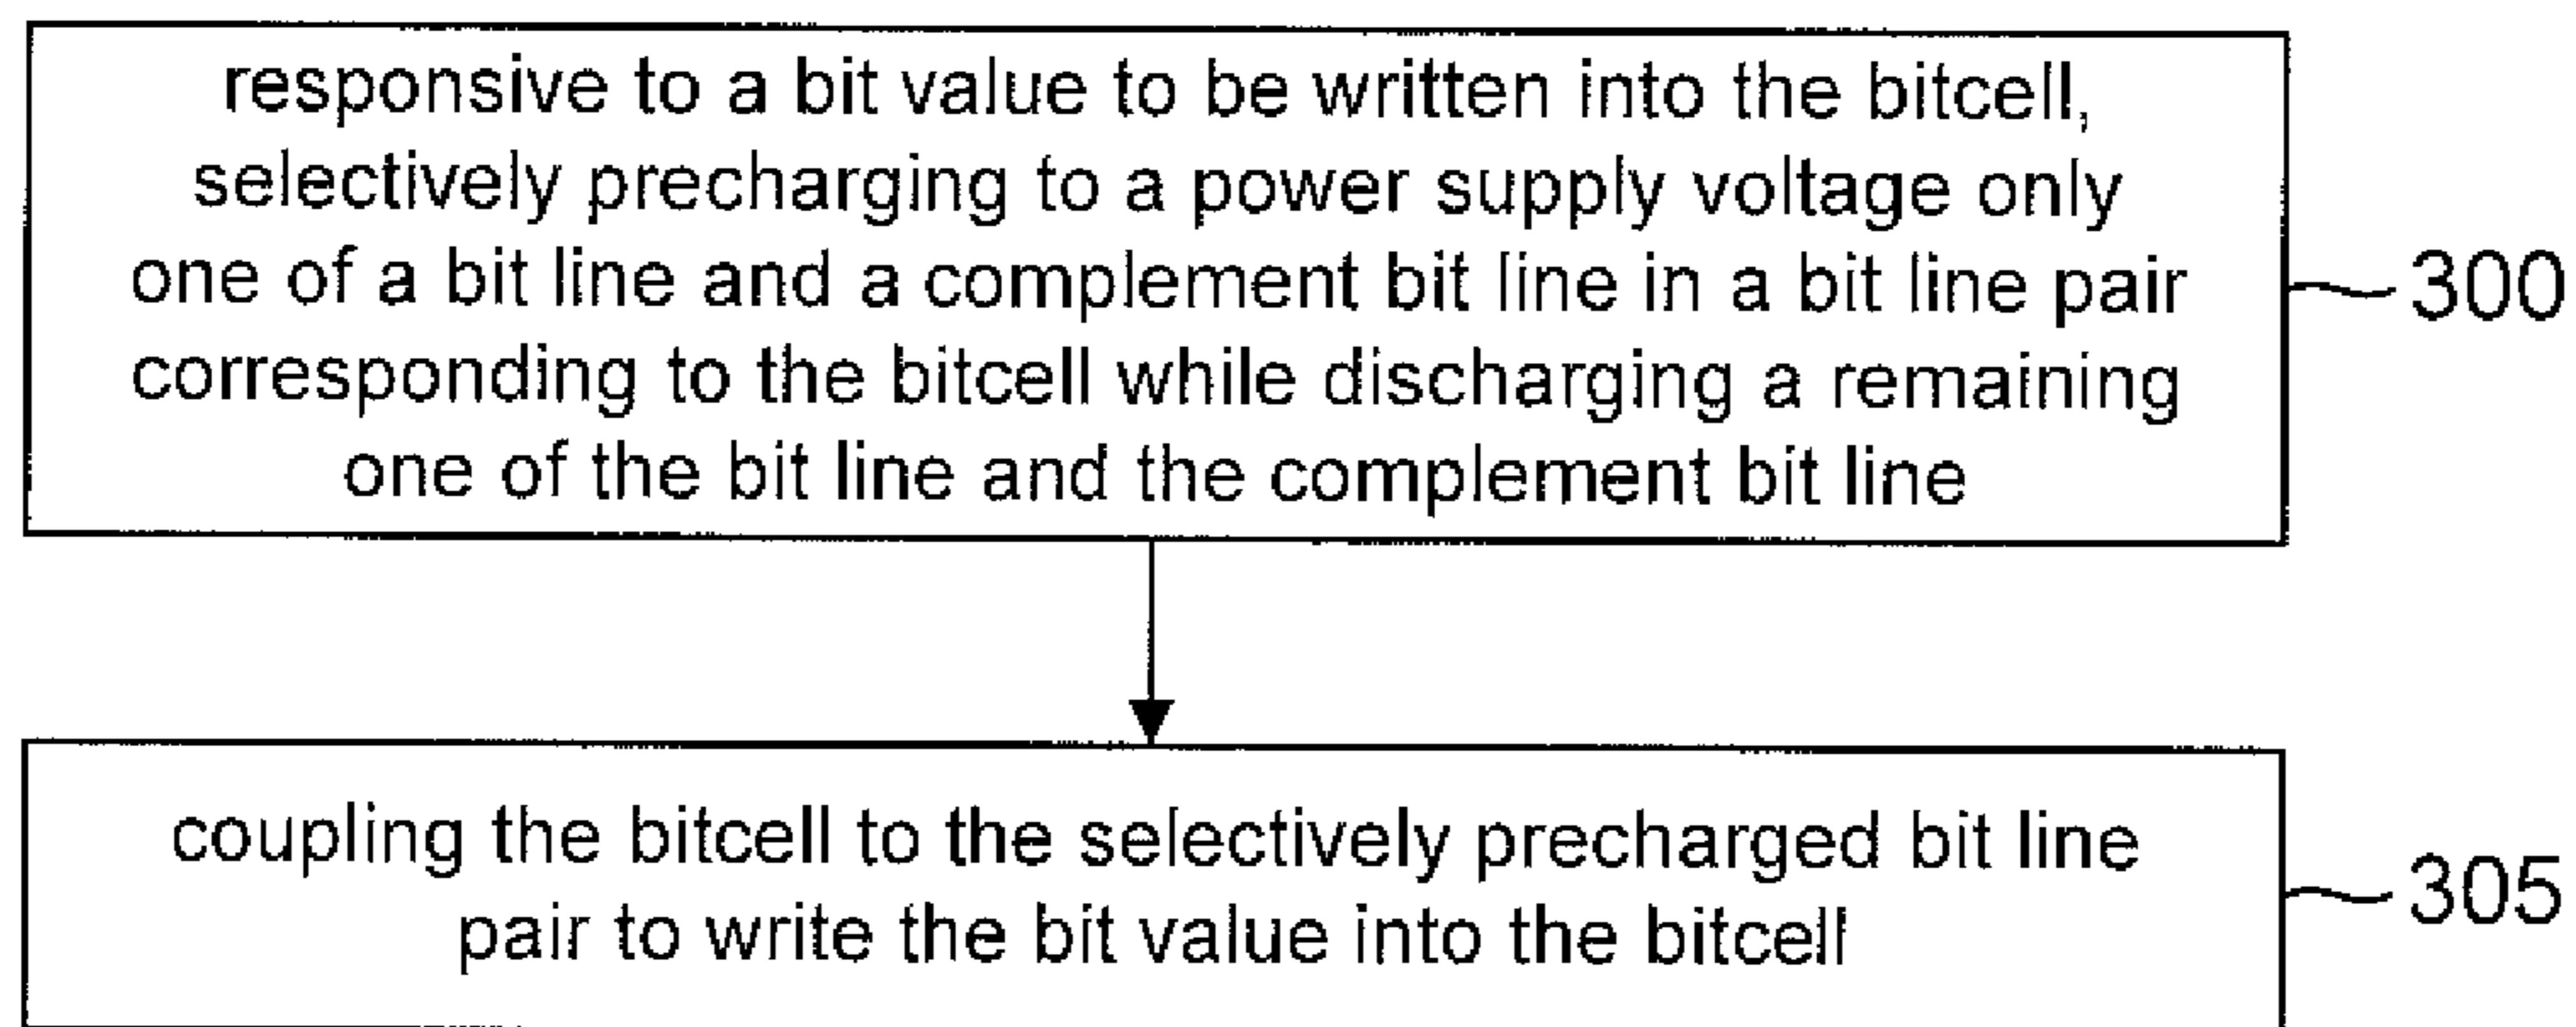 responsive to a bit value to be written into the bitcell,
selectively precharging to a power supply voltage only
one of a bit line and a complement bit line in a bit line pair
corresponding to the bitcell while discharging a remaining
one of the bit line and the complement bit line
300
coupling the bitcell to the selectively precharged bit line
pair to write the bit value into the bitcell
305